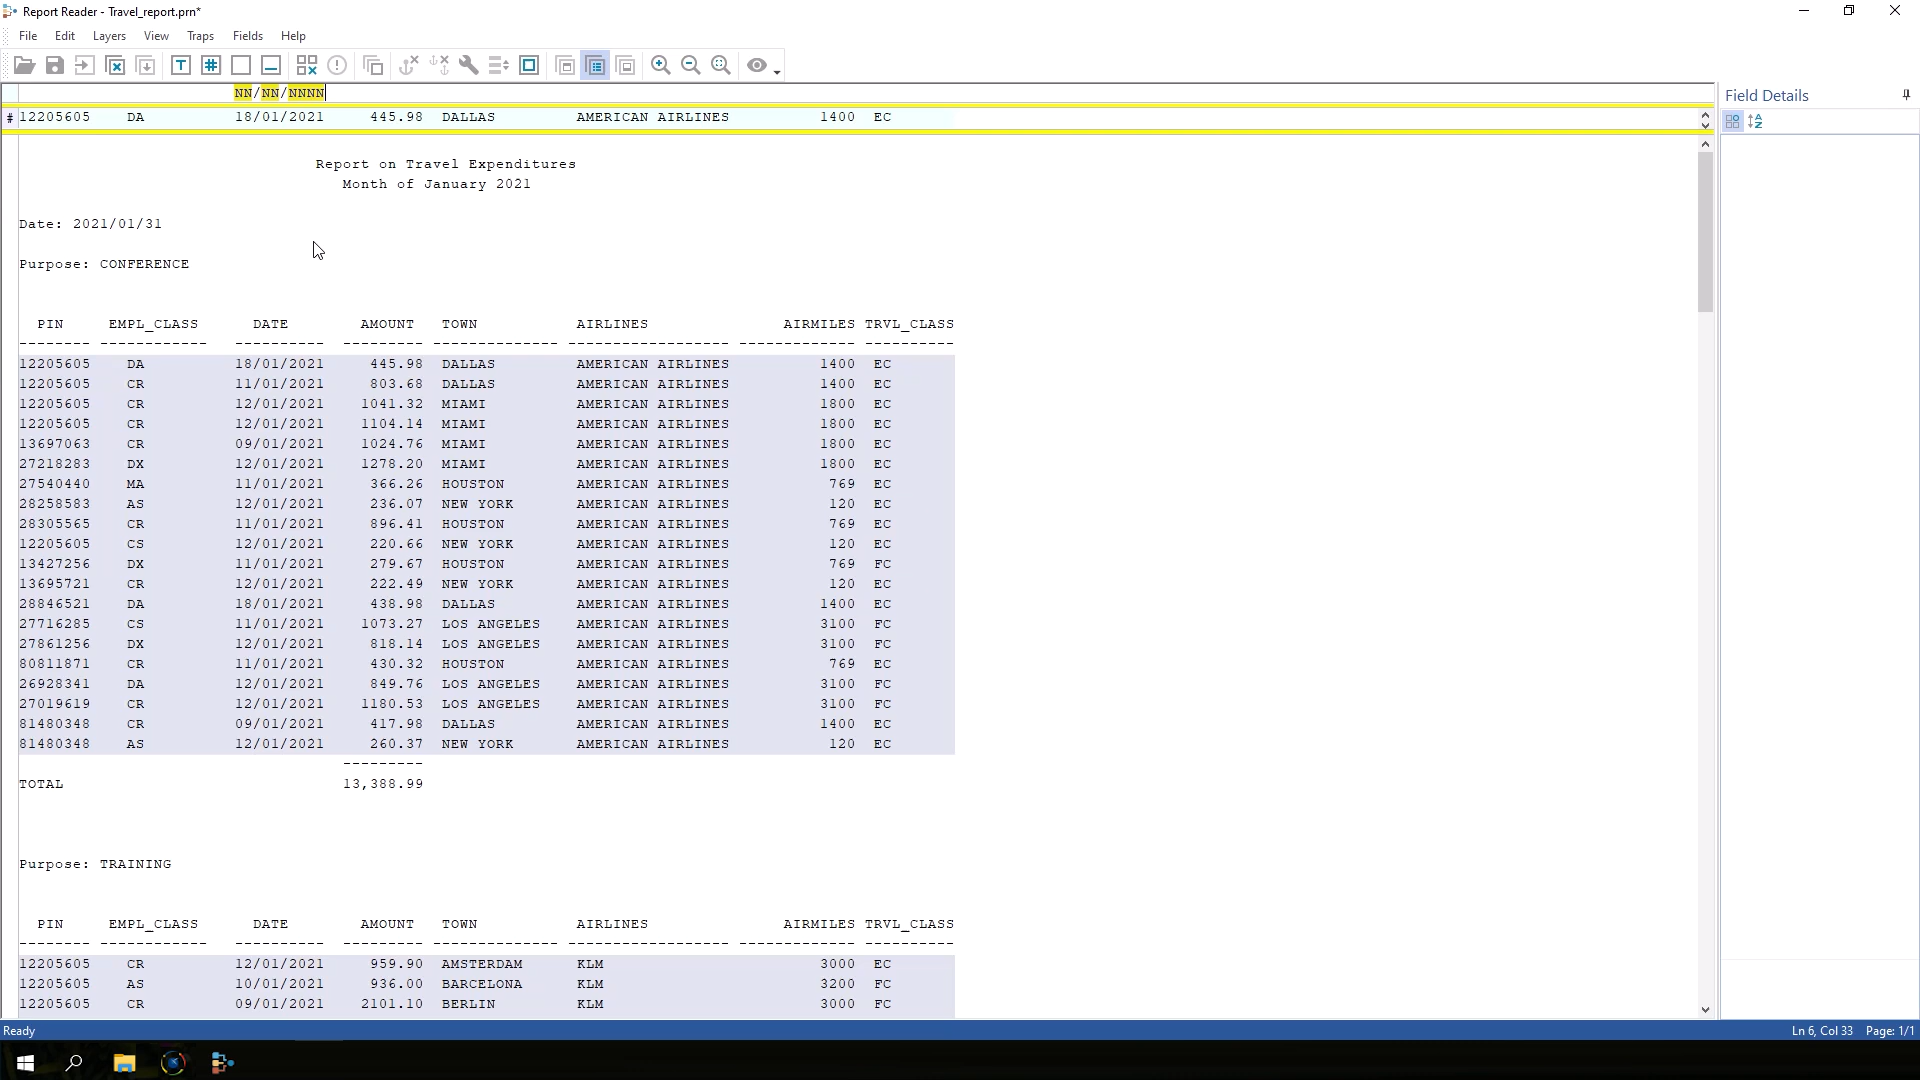 Report Reader - Travel_report.prn*
File Edit Layers View Traps Fields Help
NN/NN/NNNN
# 12205605 DA 18/01/2021 445.98 DALLAS AMERICAN AIRLINES 1400 EC
Field Details
Report on Travel Expenditures
Month of January 2021
Date: 2021/01/31
Purpose: CONFERENCE
PIN EMPL_CLASS DATE AMOUNT TOWN AIRLINES AIRMILES TRVL_CLASS
-------- ------------ ---------- --------- -------------- ------------------ ------------- ----------
12205605 DA 18/01/2021 445.98 DALLAS AMERICAN AIRLINES 1400 EC
12205605 CR 11/01/2021 803.68 DALLAS AMERICAN AIRLINES 1400 EC
12205605 CR 12/01/2021 1041.32 MIAMI AMERICAN AIRLINES 1800 EC
12205605 CR 12/01/2021 1104.14 MIAMI AMERICAN AIRLINES 1800 EC
13697063 CR 09/01/2021 1024.76 MIAMI AMERICAN AIRLINES 1800 EC
27218283 DX 12/01/2021 1278.20 MIAMI AMERICAN AIRLINES 1800 EC
27540440 MA 11/01/2021 366.26 HOUSTON AMERICAN AIRLINES 769 EC
28258583 AS 12/01/2021 236.07 NEW YORK AMERICAN AIRLINES 120 EC
28305565 CR 11/01/2021 896.41 HOUSTON AMERICAN AIRLINES 769 EC
12205605 CS 12/01/2021 220.66 NEW YORK AMERICAN AIRLINES 120 EC
13427256 DX 11/01/2021 279.67 HOUSTON AMERICAN AIRLINES 769 FC
13695721 CR 12/01/2021 222.49 NEW YORK AMERICAN AIRLINES 120 EC
28846521 DA 18/01/2021 438.98 DALLAS AMERICAN AIRLINES 1400 EC
27716285 CS 11/01/2021 1073.27 LOS ANGELES AMERICAN AIRLINES 3100 FC
27861256 DX 12/01/2021 818.14 LOS ANGELES AMERICAN AIRLINES 3100 FC
80811871 CR 11/01/2021 430.32 HOUSTON AMERICAN AIRLINES 769 EC
26928341 DA 12/01/2021 849.76 LOS ANGELES AMERICAN AIRLINES 3100 FC
27019619 CR 12/01/2021 1180.53 LOS ANGELES AMERICAN AIRLINES 3100 FC
81480348 CR 09/01/2021 417.98 DALLAS AMERICAN AIRLINES 1400 EC
81480348 AS 12/01/2021 260.37 NEW YORK AMERICAN AIRLINES 120 EC
---------
TOTAL 13,388.99
Purpose: TRAINING
PIN EMPL_CLASS DATE AMOUNT TOWN AIRLINES AIRMILES TRVL_CLASS
-------- ------------ ---------- --------- -------------- ------------------ ------------- ----------
12205605 CR 12/01/2021 959.90 AMSTERDAM KLM 3000 EC
12205605 AS 10/01/2021 936.00 BARCELONA KLM 3200 FC
12205605 CR 09/01/2021 2101.10 BERLIN KLM 3000 FC
Ready Ln 6, Col 33 Page: 1/1